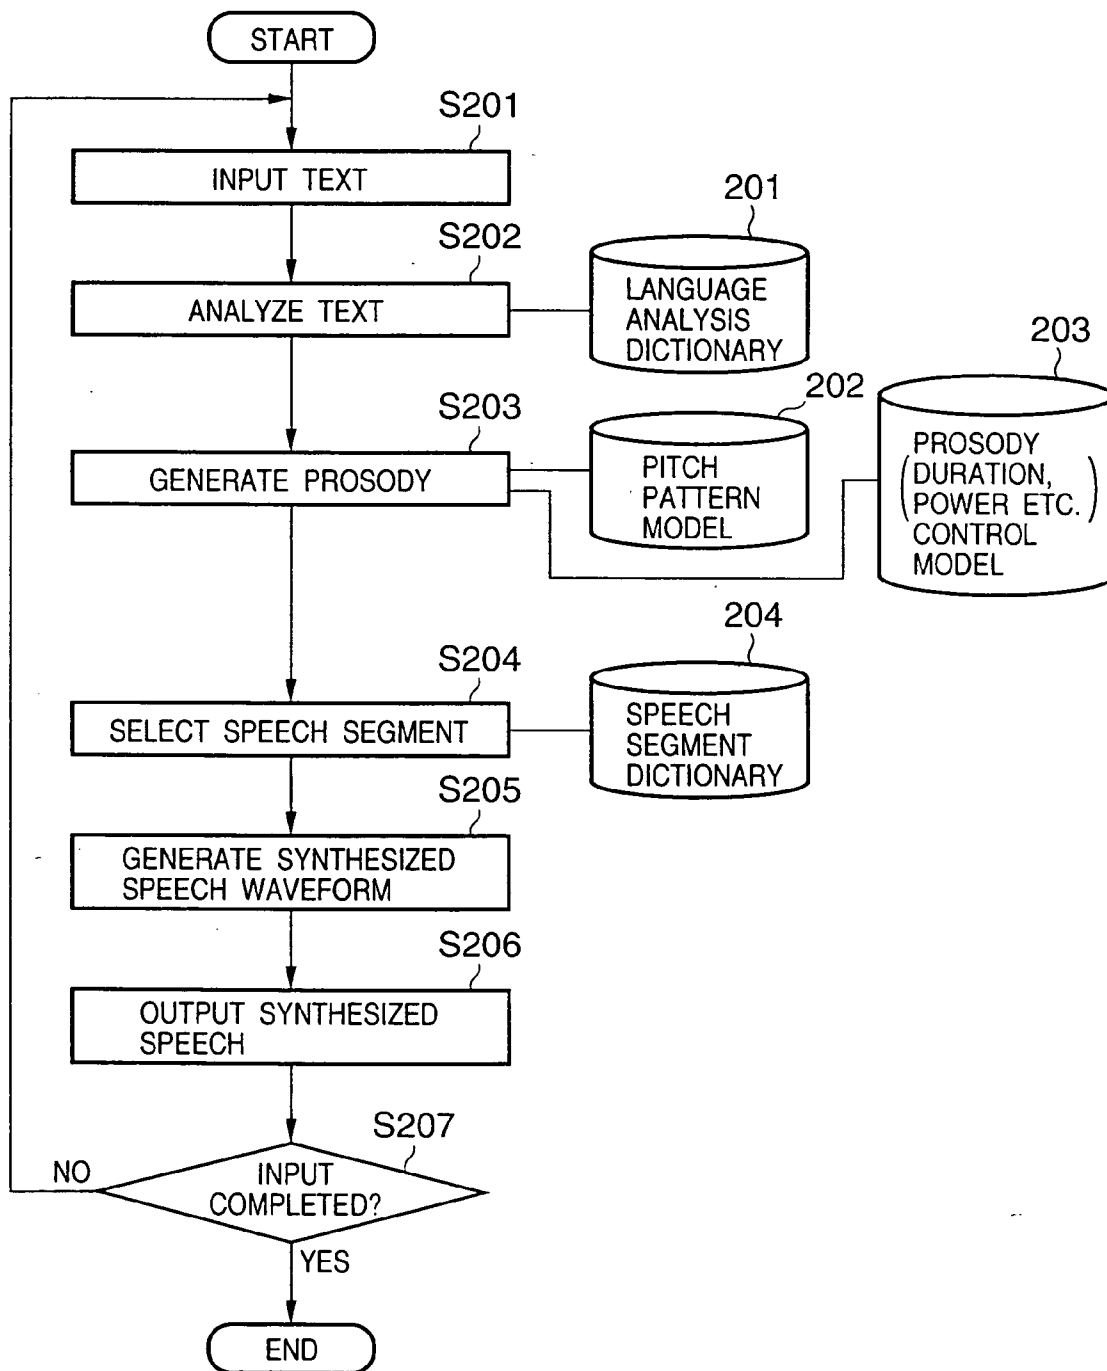 START
S201
INPUT TEXT
201
S202
ANALYZE TEXT
LANGUAGE
ANALYSIS
DICTIONARY
203
202
S203
GENERATE PROSODY
PITCH
PATTERN
MODEL
PROSODY
(DURATION,
POWER ETC.)
CONTROL
MODEL
204
S204
SELECT SPEECH SEGMENT
SPEECH
SEGMENT
DICTIONARY
S205
GENERATE SYNTHESIZED
SPEECH WAVEFORM
S206
OUTPUT SYNTHESIZED
SPEECH
S207
NO
INPUT
COMPLETED?
YES
END